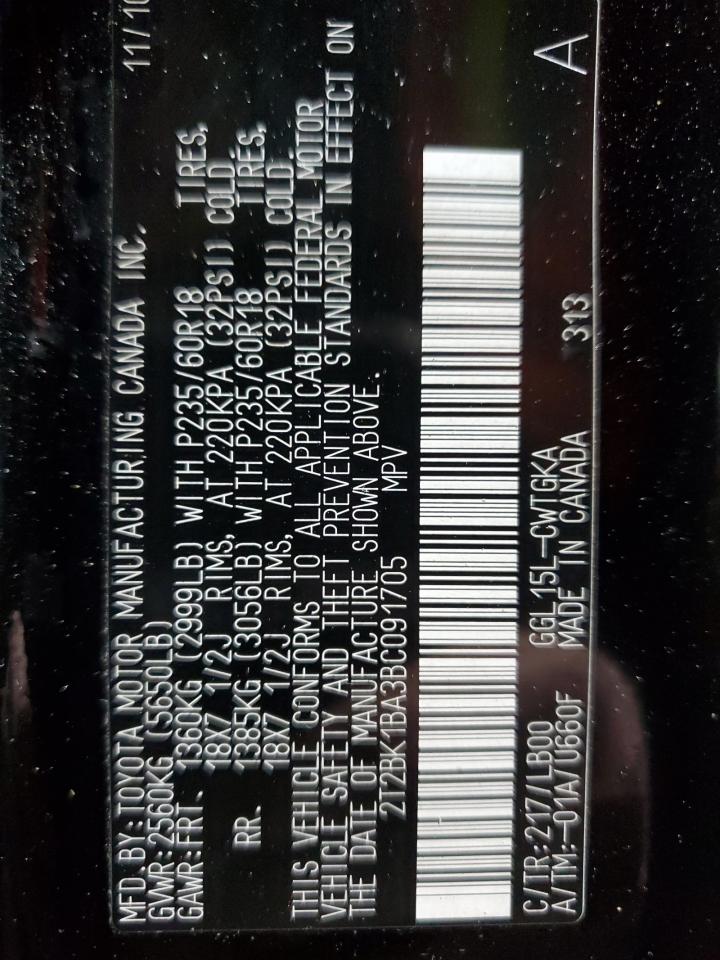 MFD. BY: TOYOTA MOTOR MANUFACTURING CANADA INC. 11/10
GVWR: 2560KG (5650LB)
GAWR: FRT. 1360KG (2999LB) WITH P235/60R18 TIRES,
18X7 1/2J RIMS, AT 220KPA (32PSI) COLD
RR. 1385KG (3056LB) WITH P235/60R18 TIRES,
18X7 1/2J RIMS, AT 220KPA (32PSI) COLD.
THIS VEHICLE CONFORMS TO ALL APPLICABLE FEDERAL MOTOR
VEHICLE SAFETY AND THEFT PREVENTION STANDARDS IN EFFECT ON
THE DATE OF MANUFACTURE SHOWN ABOVE.
2T2BK1BA3BC091705 MPV
C/TR: 217/LB00 GGL15L-CWTGKA 313 A
A/TM: -01A/U660F MADE IN CANADA